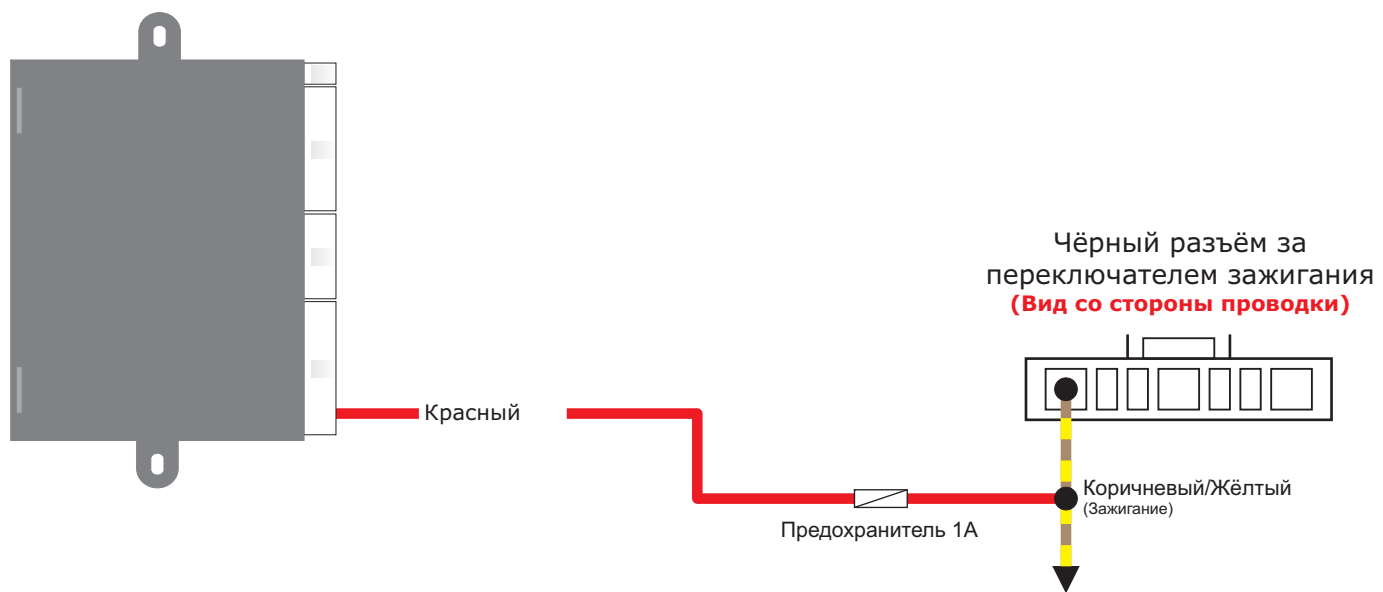 Чёрный разъём за
переключателем зажигания
(Вид со стороны проводки)
Красный
Коричневый/Жёлтый
(Зажигание)
Предохранитель 1А